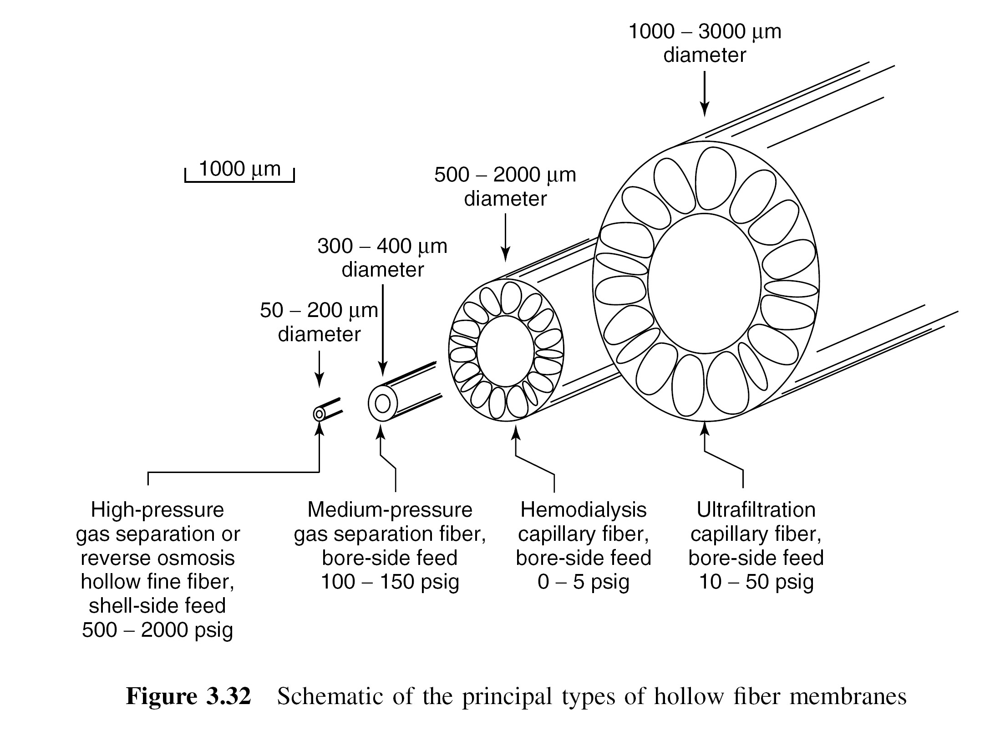 1000 – 3000 μm
diameter
1000 μm
500 – 2000 μm
diameter
300 – 400 μm
diameter
50 – 200 μm
diameter
High-pressure
gas separation or
reverse osmosis
hollow fine fiber,
shell-side feed
500 – 2000 psig
Medium-pressure
gas separation fiber,
bore-side feed
100 – 150 psig
Hemodialysis
capillary fiber,
bore-side feed
0 – 5 psig
Ultrafiltration
capillary fiber,
bore-side feed
10 – 50 psig
Figure 3.32 Schematic of the principal types of hollow fiber membranes